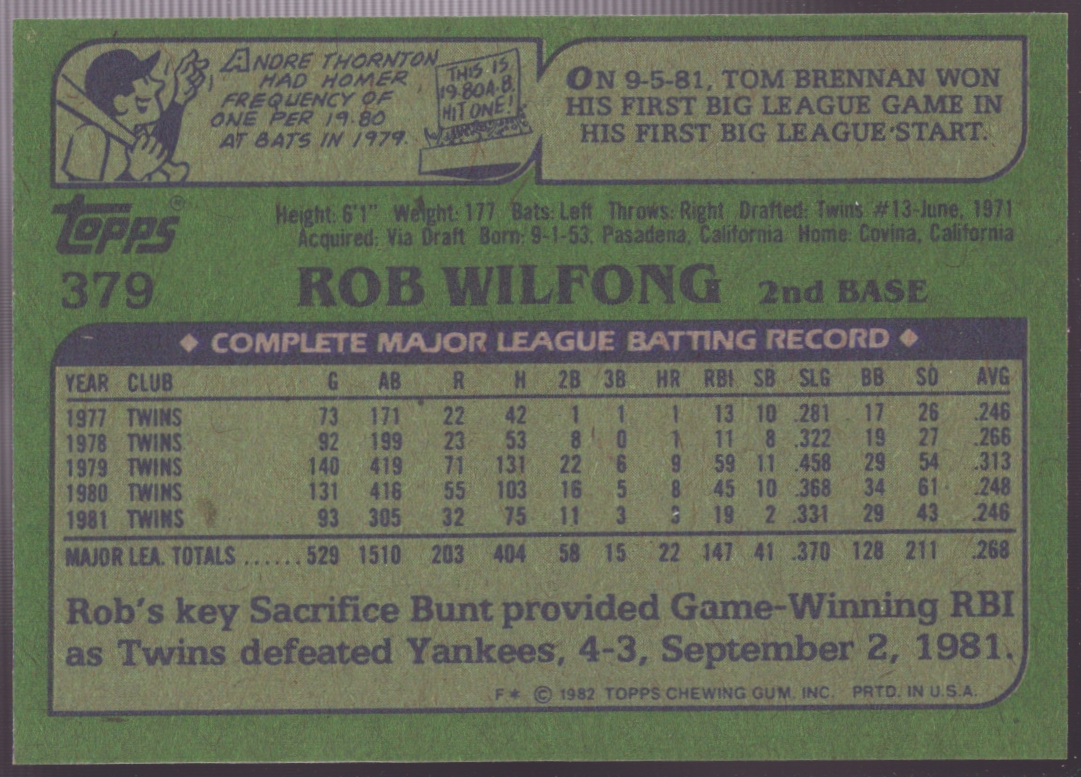 ANDRE THORNTON
HAD HOMER
FREQUENCY OF
ONE PER 19.80
AT BATS IN 1979.
THIS IS
19.80 A.B.
HIT ONE!
ON 9-5-81, TOM BRENNAN WON
HIS FIRST BIG LEAGUE GAME IN
HIS FIRST BIG LEAGUE START.
TOPPS®
Height: 6'1" Weight: 177 Bats: Left Throws: Right Drafted: Twins #13-June, 1971
Acquired: Via Draft Born: 9-1-53, Pasadena, California Home: Covina, California
379 ROB WILFONG 2nd BASE
◆ COMPLETE MAJOR LEAGUE BATTING RECORD ◆
YEAR CLUB G AB R H 2B 3B HR RBI SB SLG BB SO AVG
1977 TWINS 73 171 22 42 1 1 1 13 10 .281 17 26 .246
1978 TWINS 92 199 23 53 8 0 1 11 8 .322 19 27 .266
1979 TWINS 140 419 71 131 22 6 9 59 11 .458 29 54 .313
1980 TWINS 131 416 55 103 16 5 8 45 10 .368 34 61 .248
1981 TWINS 93 305 32 75 11 3 3 19 2 .331 29 43 .246
MAJOR LEA. TOTALS ...... 529 1510 203 404 58 15 22 147 41 .370 128 211 .268
Rob's key Sacrifice Bunt provided Game-Winning RBI
as Twins defeated Yankees, 4-3, September 2, 1981.
F* © 1982 TOPPS CHEWING GUM, INC. PRTD. IN U.S.A.